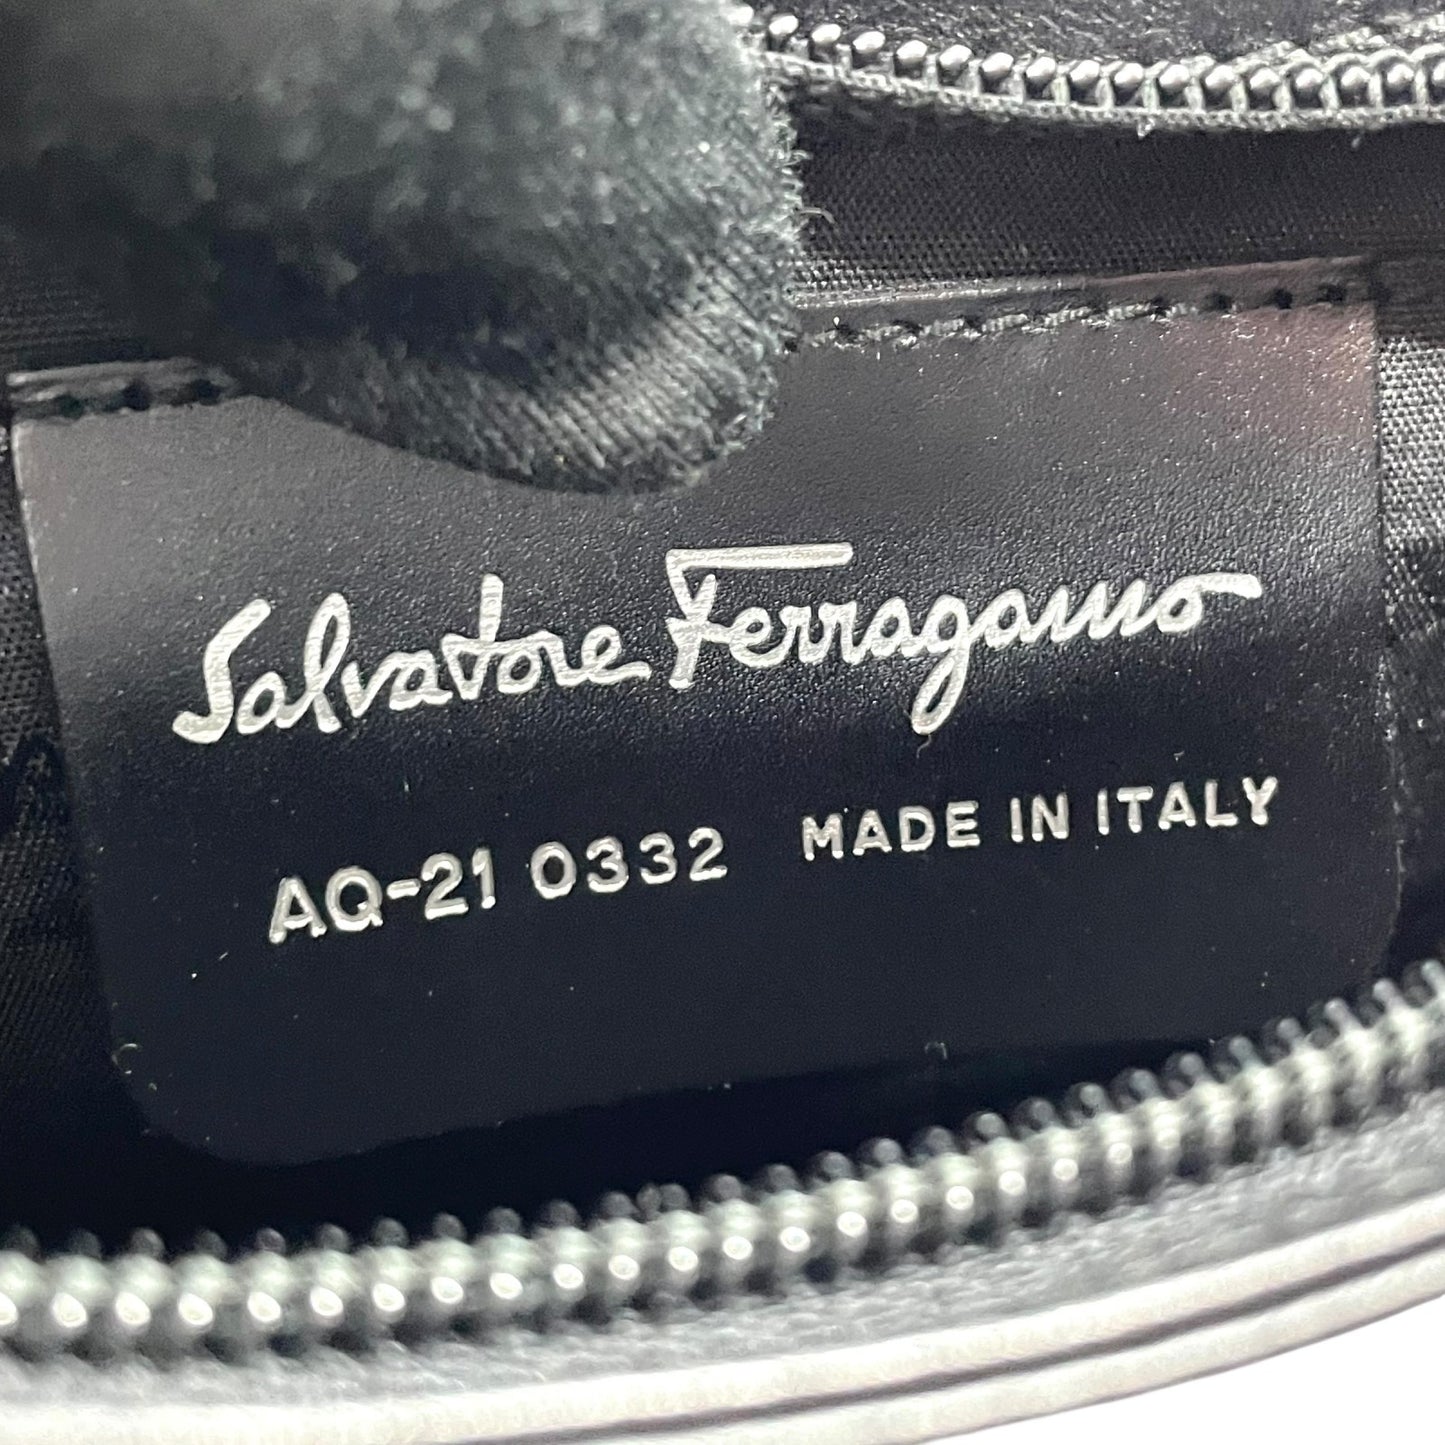 Salvatore Ferragamo
AQ-21 0332 MADE IN ITALY